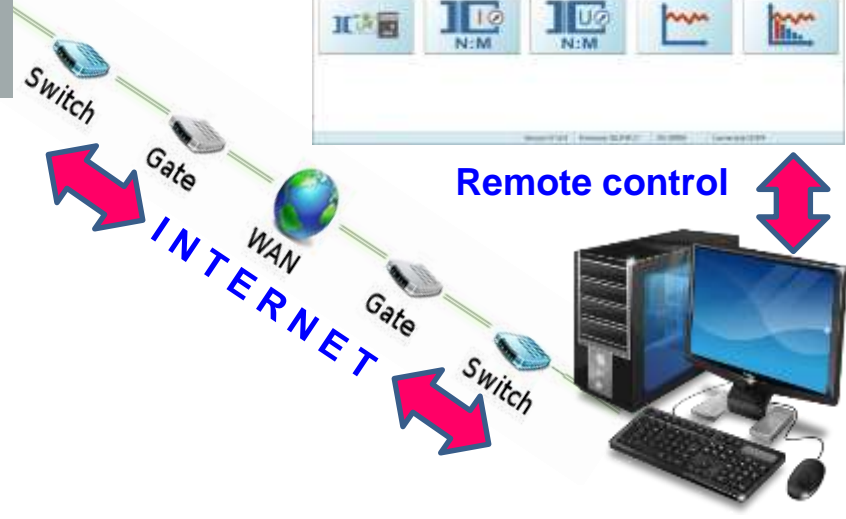 I
U
N:M
N:M
Switch
Gate
Remote control
WAN
INTERNET
Gate
Switch